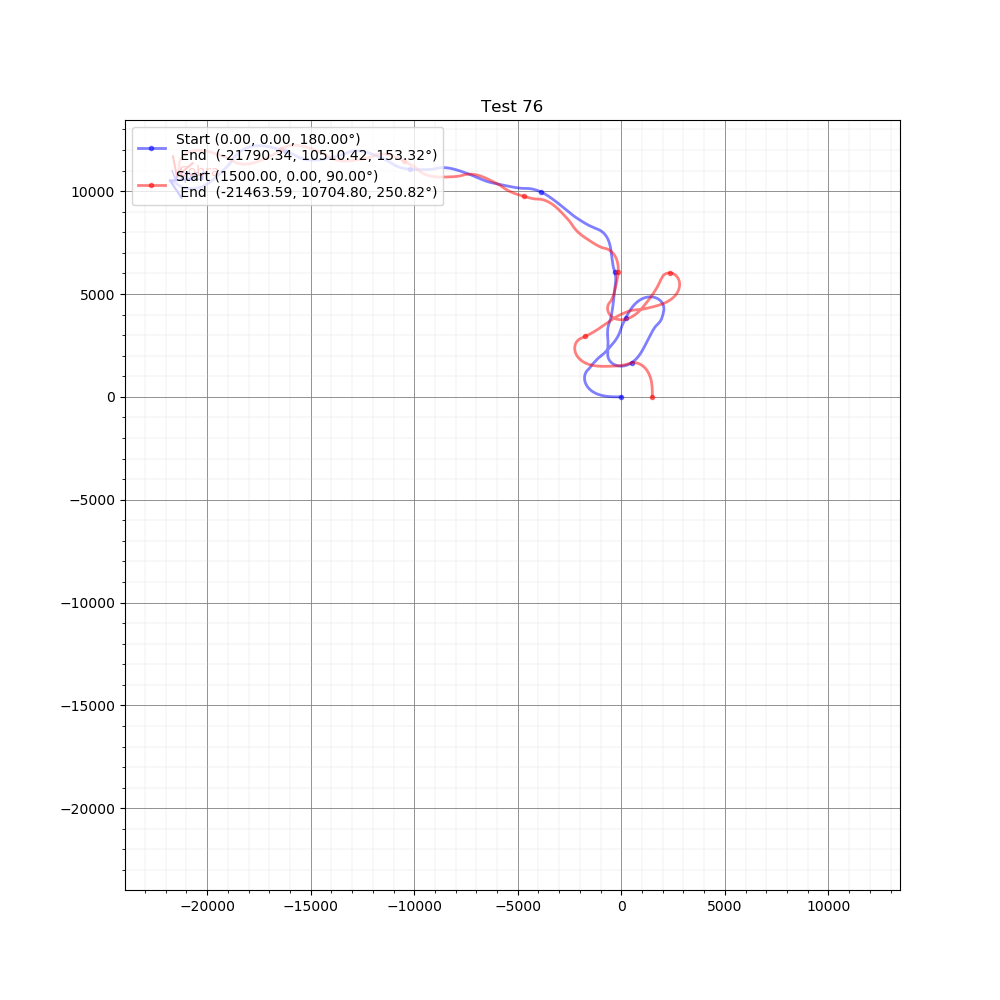 Test 76
Start (0.00, 0.00, 180.00°)
End (-21790.34, 10510.42, 153.32°)
Start (1500.00, 0.00, 90.00°)
End (-21463.59, 10704.80, 250.82°)
10000
5000
0
−5000
−10000
−15000
−20000
−20000 −15000 −10000 −5000 0 5000 10000